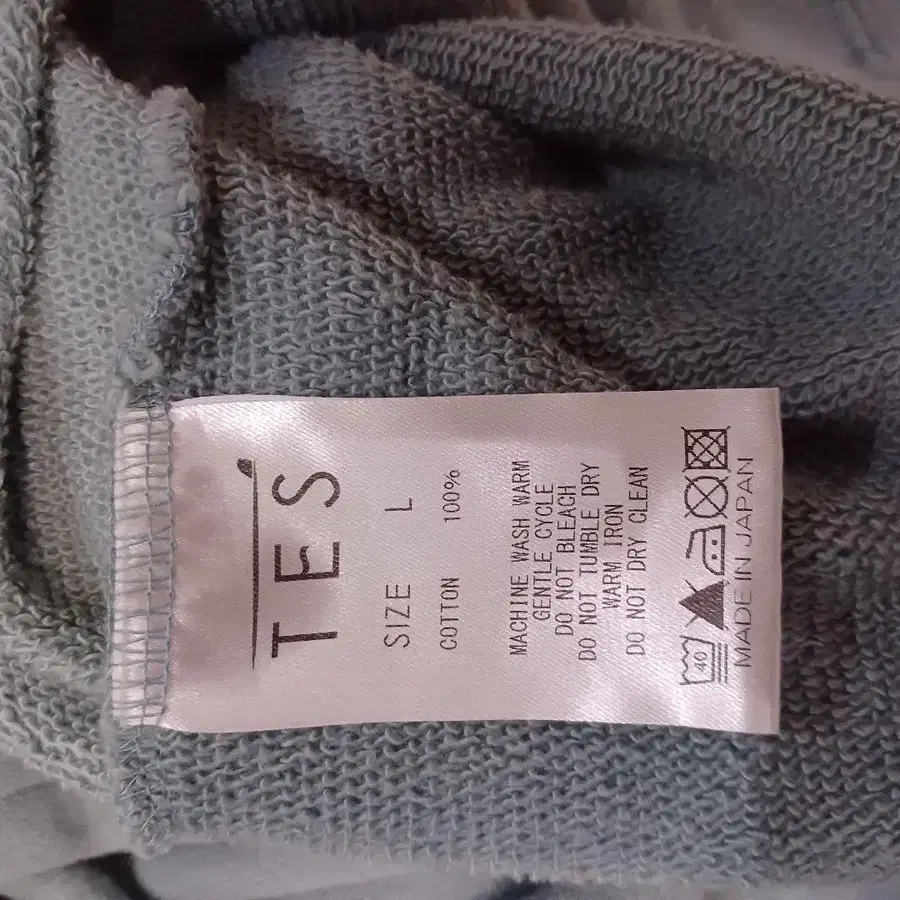 TES
SIZE L
COTTON 100%
MACHINE WASH WARM
GENTLE CYCLE
DO NOT BLEACH
DO NOT TUMBLE DRY
WARM IRON
DO NOT DRY CLEAN
40
MADE IN JAPAN